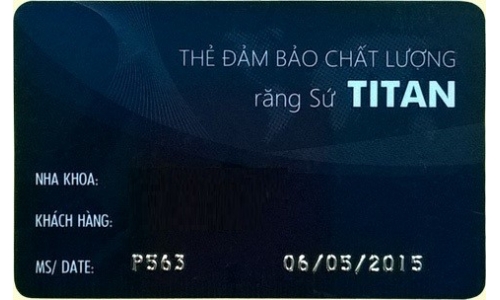 THẺ ĐẢM BẢO CHẤT LƯỢNG
răng Sứ TITAN
NHA KHOA:
KHÁCH HÀNG:
MS/ DATE: P563 06/05/2015